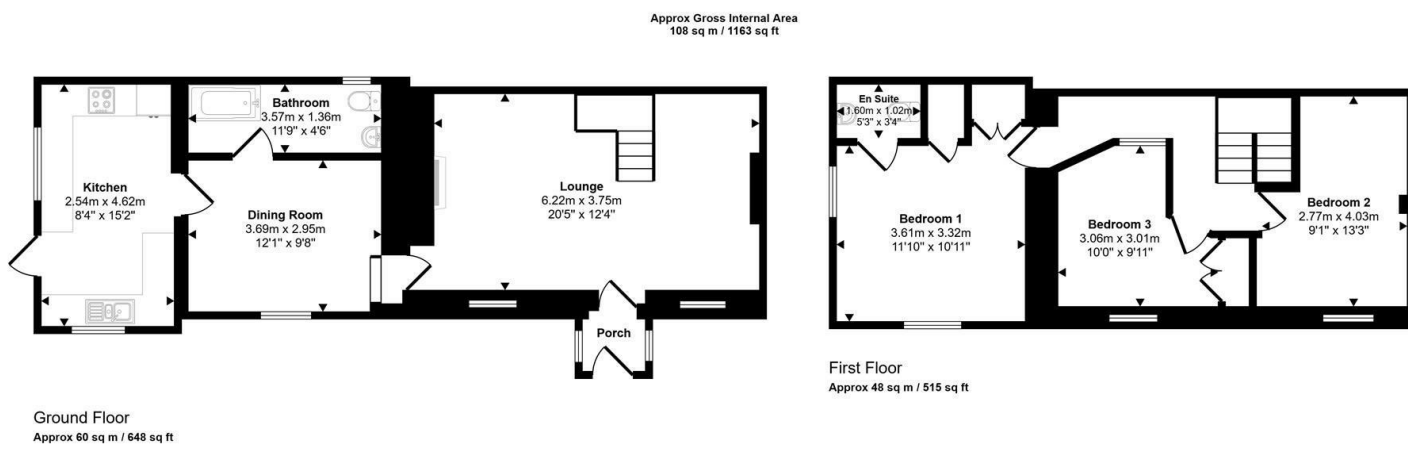 Approx Gross Internal Area
108 sq m / 1163 sq ft
Kitchen
2.54m x 4.62m
8'4" x 15'2"
Bathroom
3.57m x 1.36m
11'9" x 4'6"
Dining Room
3.69m x 2.95m
12'1" x 9'8"
Lounge
6.22m x 3.75m
20'5" x 12'4"
Porch
Ground Floor
Approx 60 sq m / 648 sq ft
En Suite
1.60m x 1.02m
5'3" x 3'4"
Bedroom 1
3.61m x 3.32m
11'10" x 10'11"
Bedroom 3
3.06m x 3.01m
10'0" x 9'11"
Bedroom 2
2.77m x 4.03m
9'1" x 13'3"
First Floor
Approx 48 sq m / 515 sq ft